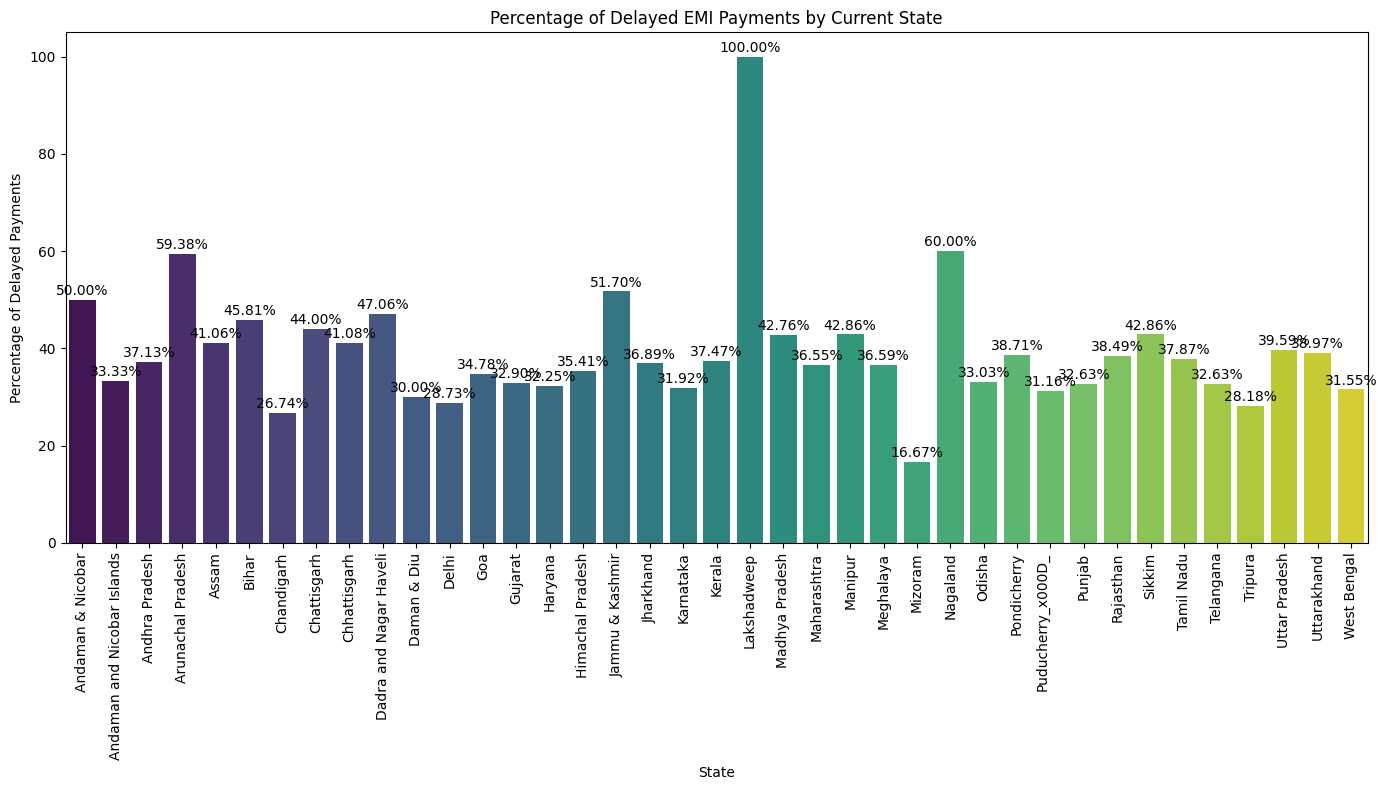 Percentage of Delayed EMI Payments by Current State
Percentage of Delayed Payments
100
80
60
40
20
0
50.00%
33.33%
37.13%
59.38%
41.06%
45.81%
26.74%
44.00%
41.08%
47.06%
30.00%
28.73%
34.78%
32.90%
32.25%
35.41%
51.70%
36.89%
31.92%
37.47%
100.00%
42.76%
36.55%
42.86%
36.59%
16.67%
60.00%
33.03%
38.71%
31.16%
32.63%
38.49%
42.86%
37.87%
32.63%
28.18%
39.59%
38.97%
31.55%
Andaman & Nicobar
Andaman and Nicobar Islands
Andhra Pradesh
Arunachal Pradesh
Assam
Bihar
Chandigarh
Chattisgarh
Chhattisgarh
Dadra and Nagar Haveli
Daman & Diu
Delhi
Goa
Gujarat
Haryana
Himachal Pradesh
Jammu & Kashmir
Jharkhand
Karnataka
Kerala
Lakshadweep
Madhya Pradesh
Maharashtra
Manipur
Meghalaya
Mizoram
Nagaland
Odisha
Pondicherry
Puducherry_x000D_
Punjab
Rajasthan
Sikkim
Tamil Nadu
Telangana
Tripura
Uttar Pradesh
Uttarakhand
West Bengal
State